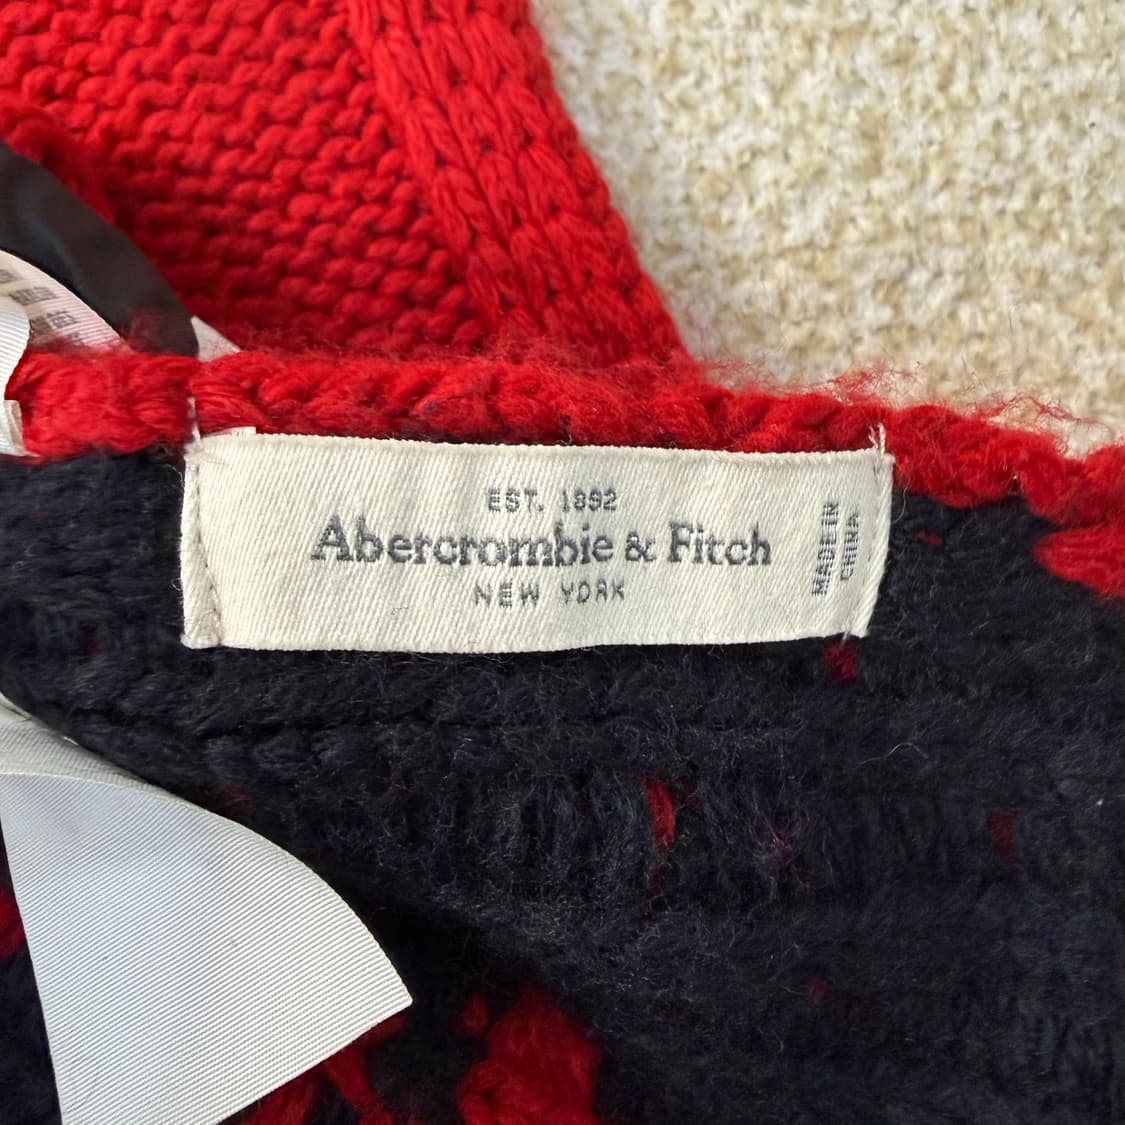 EST. 1892
Abercrombie & Fitch
NEW YORK
MADE IN
CHINA